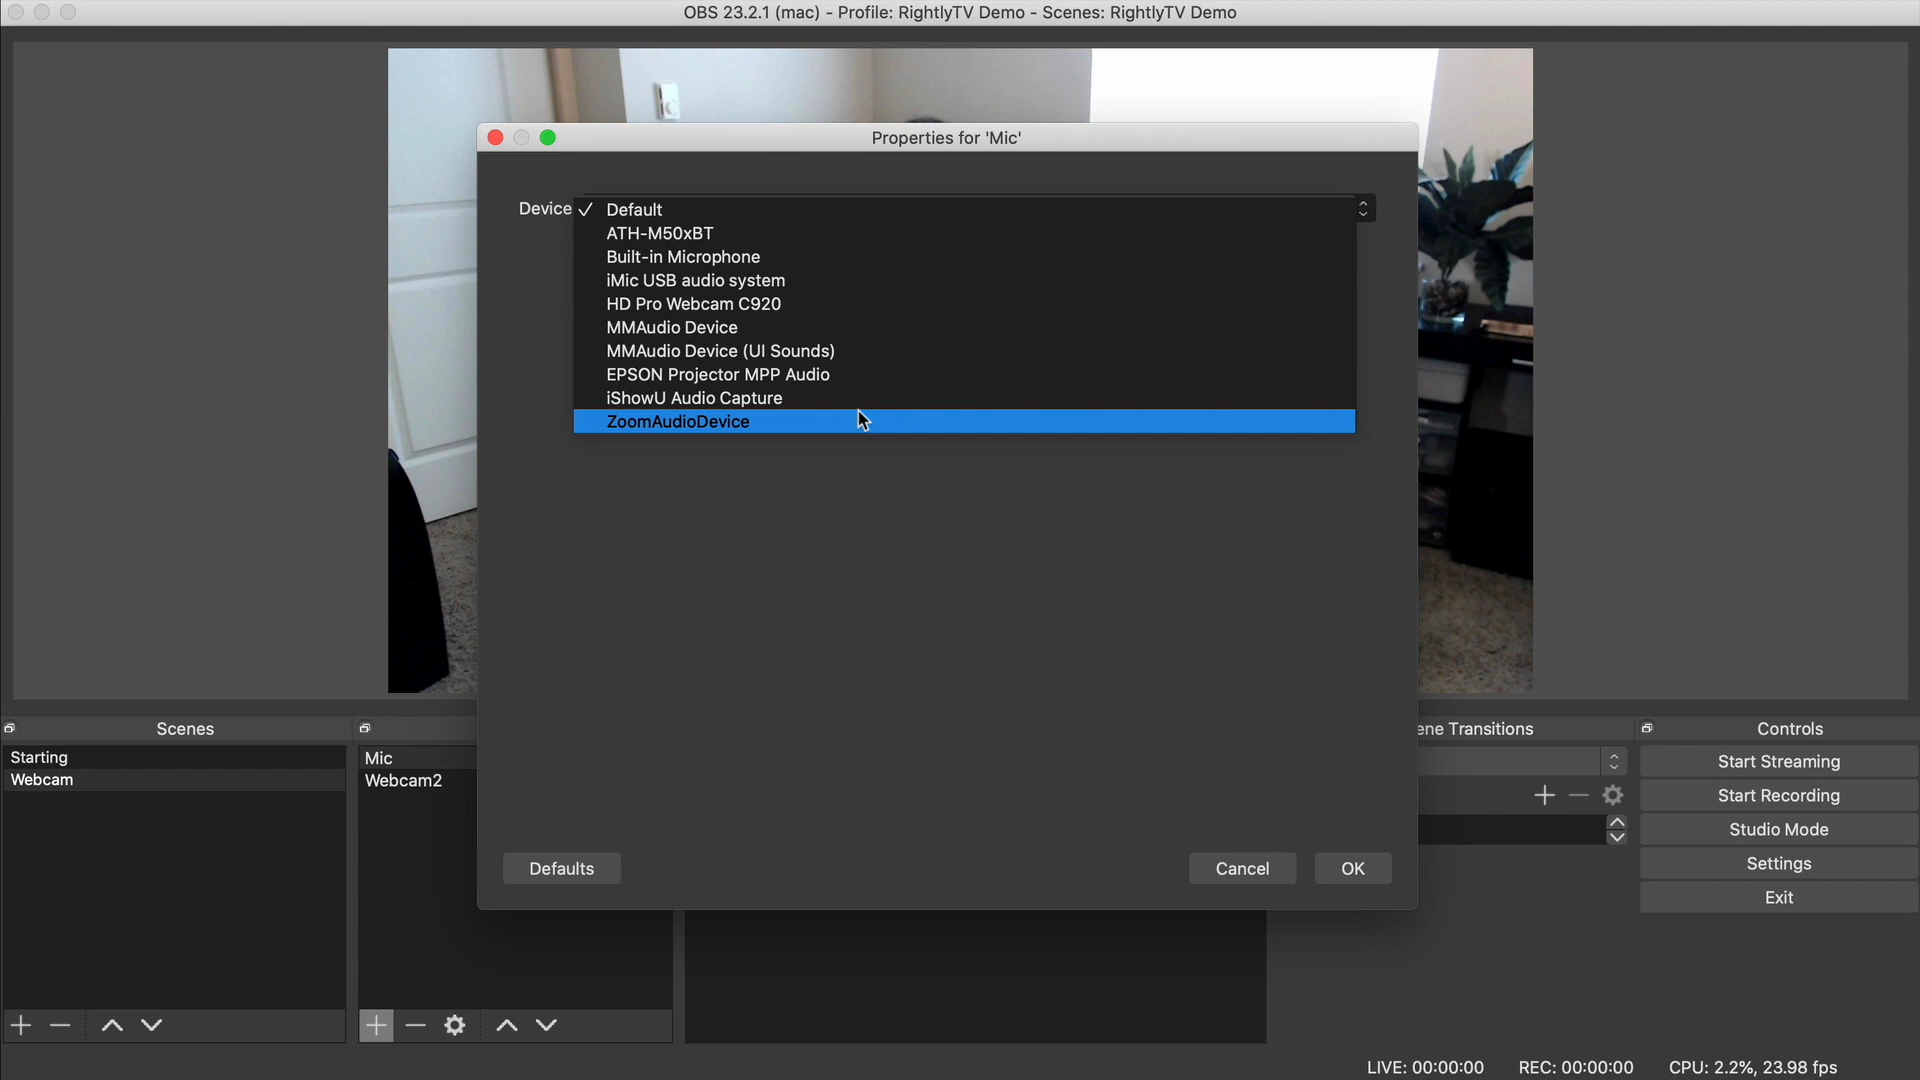 OBS 23.2.1 (mac) - Profile: RightlyTV Demo - Scenes: RightlyTV Demo
Properties for 'Mic'
Device ✓ Default
ATH-M50xBT
Built-in Microphone
iMic USB audio system
HD Pro Webcam C920
MMAudio Device
MMAudio Device (UI Sounds)
EPSON Projector MPP Audio
iShowU Audio Capture
ZoomAudioDevice
Defaults
Cancel
OK
Scenes
Starting
Webcam
Mic
Webcam2
ene Transitions
Controls
Start Streaming
Start Recording
Studio Mode
Settings
Exit
LIVE: 00:00:00 REC: 00:00:00 CPU: 2.2%, 23.98 fps